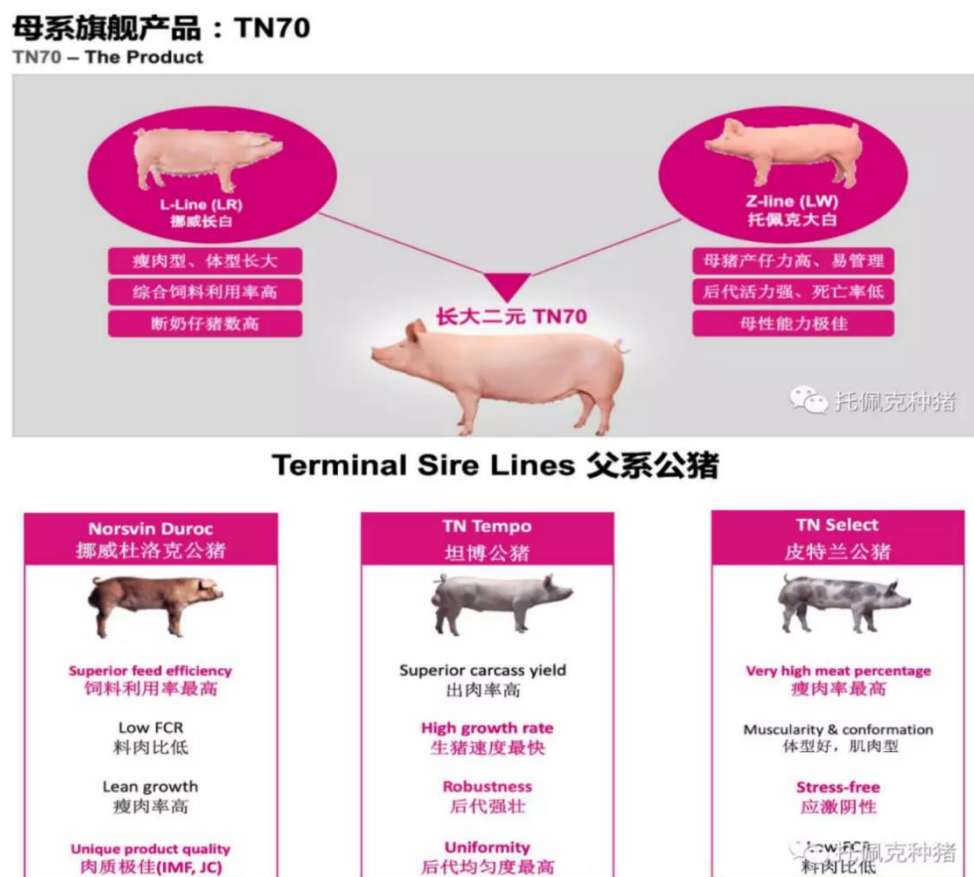 母系旗舰产品：TN70
TN70 – The Product
L-Line (LR)
挪威长白
瘦肉型、体型长大
综合饲料利用率高
断奶仔猪数高
Z-line (LW)
托佩克大白
母猪产仔力高、易管理
后代活力强、死亡率低
母性能力极佳
长大二元 TN70
托佩克种猪
Terminal Sire Lines 父系公猪
Norsvin Duroc
挪威杜洛克公猪
Superior feed efficiency
饲料利用率最高
Low FCR
料肉比低
Lean growth
瘦肉率高
Unique product quality
肉质极佳(IMF, JC)
TN Tempo
坦博公猪
Superior carcass yield
出肉率高
High growth rate
生猪速度最快
Robustness
后代强壮
Uniformity
后代均匀度最高
TN Select
皮特兰公猪
Very high meat percentage
瘦肉率最高
Muscularity & conformation
体型好，肌肉型
Stress-free
应激阴性
Low FCR
料肉比低
托佩克种猪